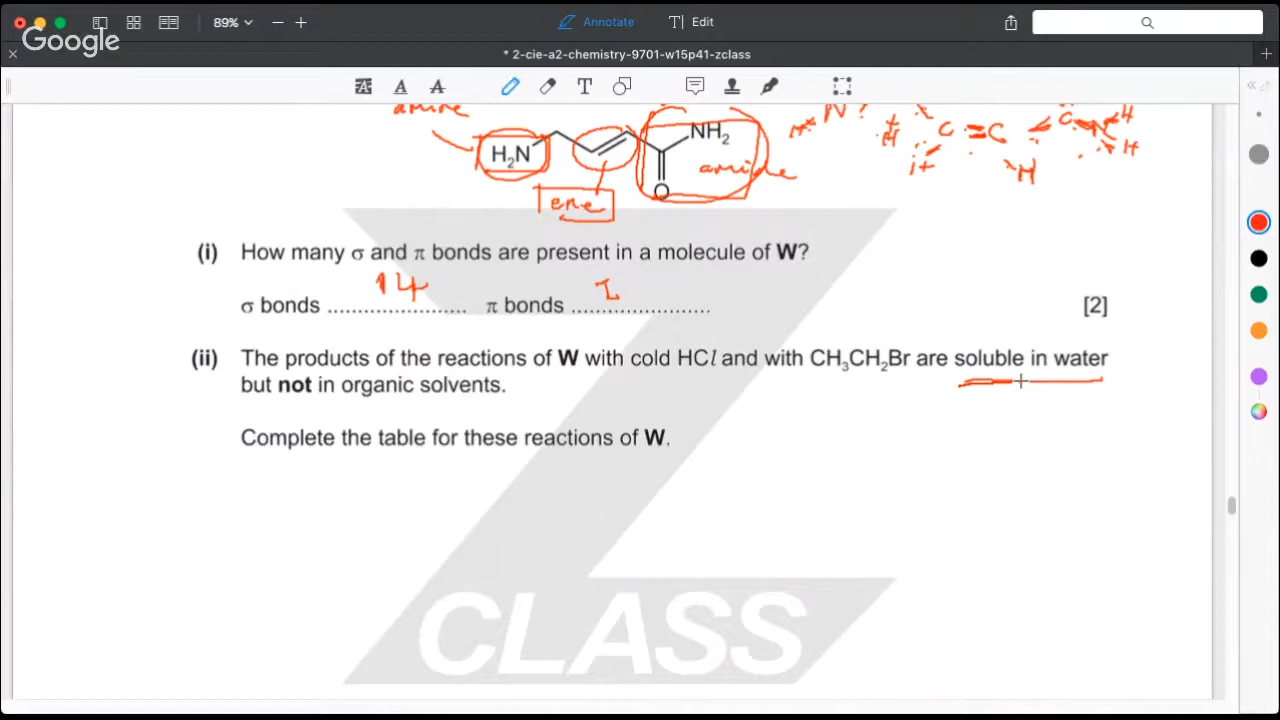 89%
Annotate
T| Edit
Google
* 2-cie-a2-chemistry-9701-w15p41-zclass
amine
H₂N
NH₂
O
amide
ene
N?
C = C
C
H
H
H
H
(i) How many σ and π bonds are present in a molecule of W?
14
σ bonds ........................ π bonds ........................ [2]
(ii) The products of the reactions of W with cold HCl and with CH₃CH₂Br are soluble in water
but not in organic solvents.
Complete the table for these reactions of W.
CLASS